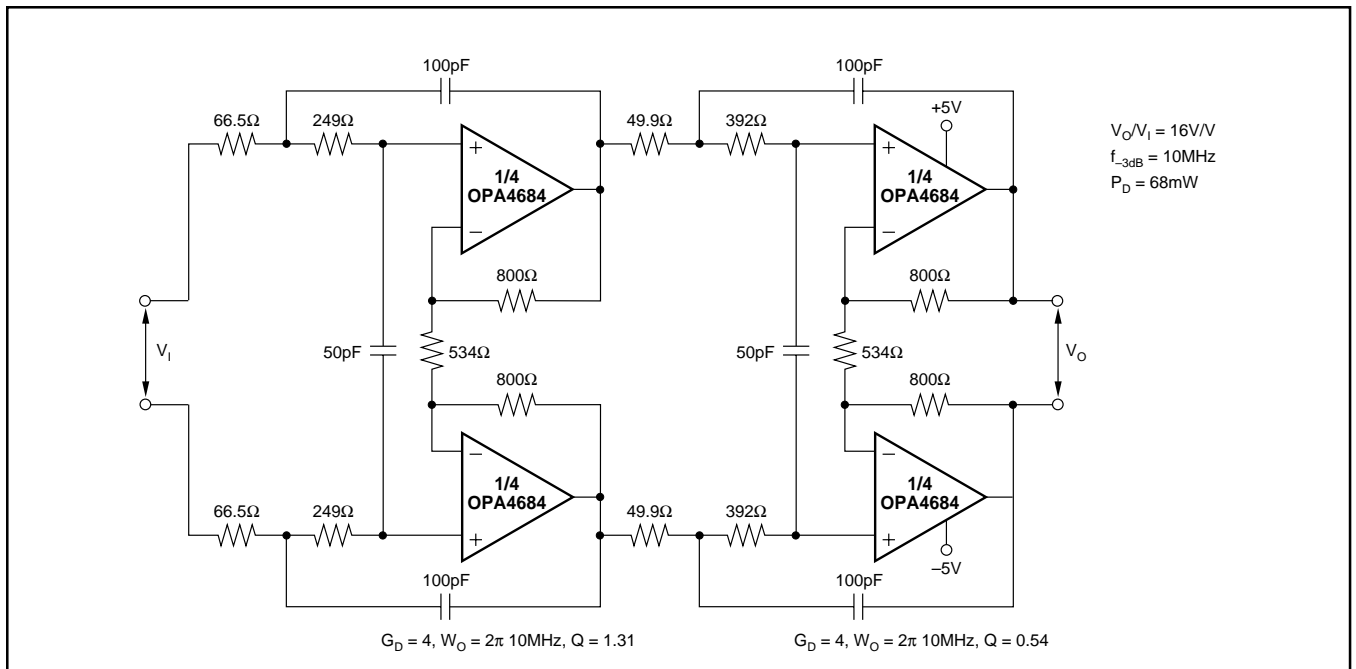 100pF
100pF
+5V
66.5Ω
249Ω
49.9Ω
392Ω
V_O/V_I = 16V/V
f_–3dB = 10MHz
P_D = 68mW
+
1/4
OPA4684
–
+
1/4
OPA4684
–
800Ω
800Ω
V_I
50pF
534Ω
50pF
534Ω
V_O
800Ω
800Ω
–
1/4
OPA4684
+
–
1/4
OPA4684
+
66.5Ω
249Ω
49.9Ω
392Ω
–5V
100pF
100pF
G_D = 4, W_O = 2π 10MHz, Q = 1.31
G_D = 4, W_O = 2π 10MHz, Q = 0.54